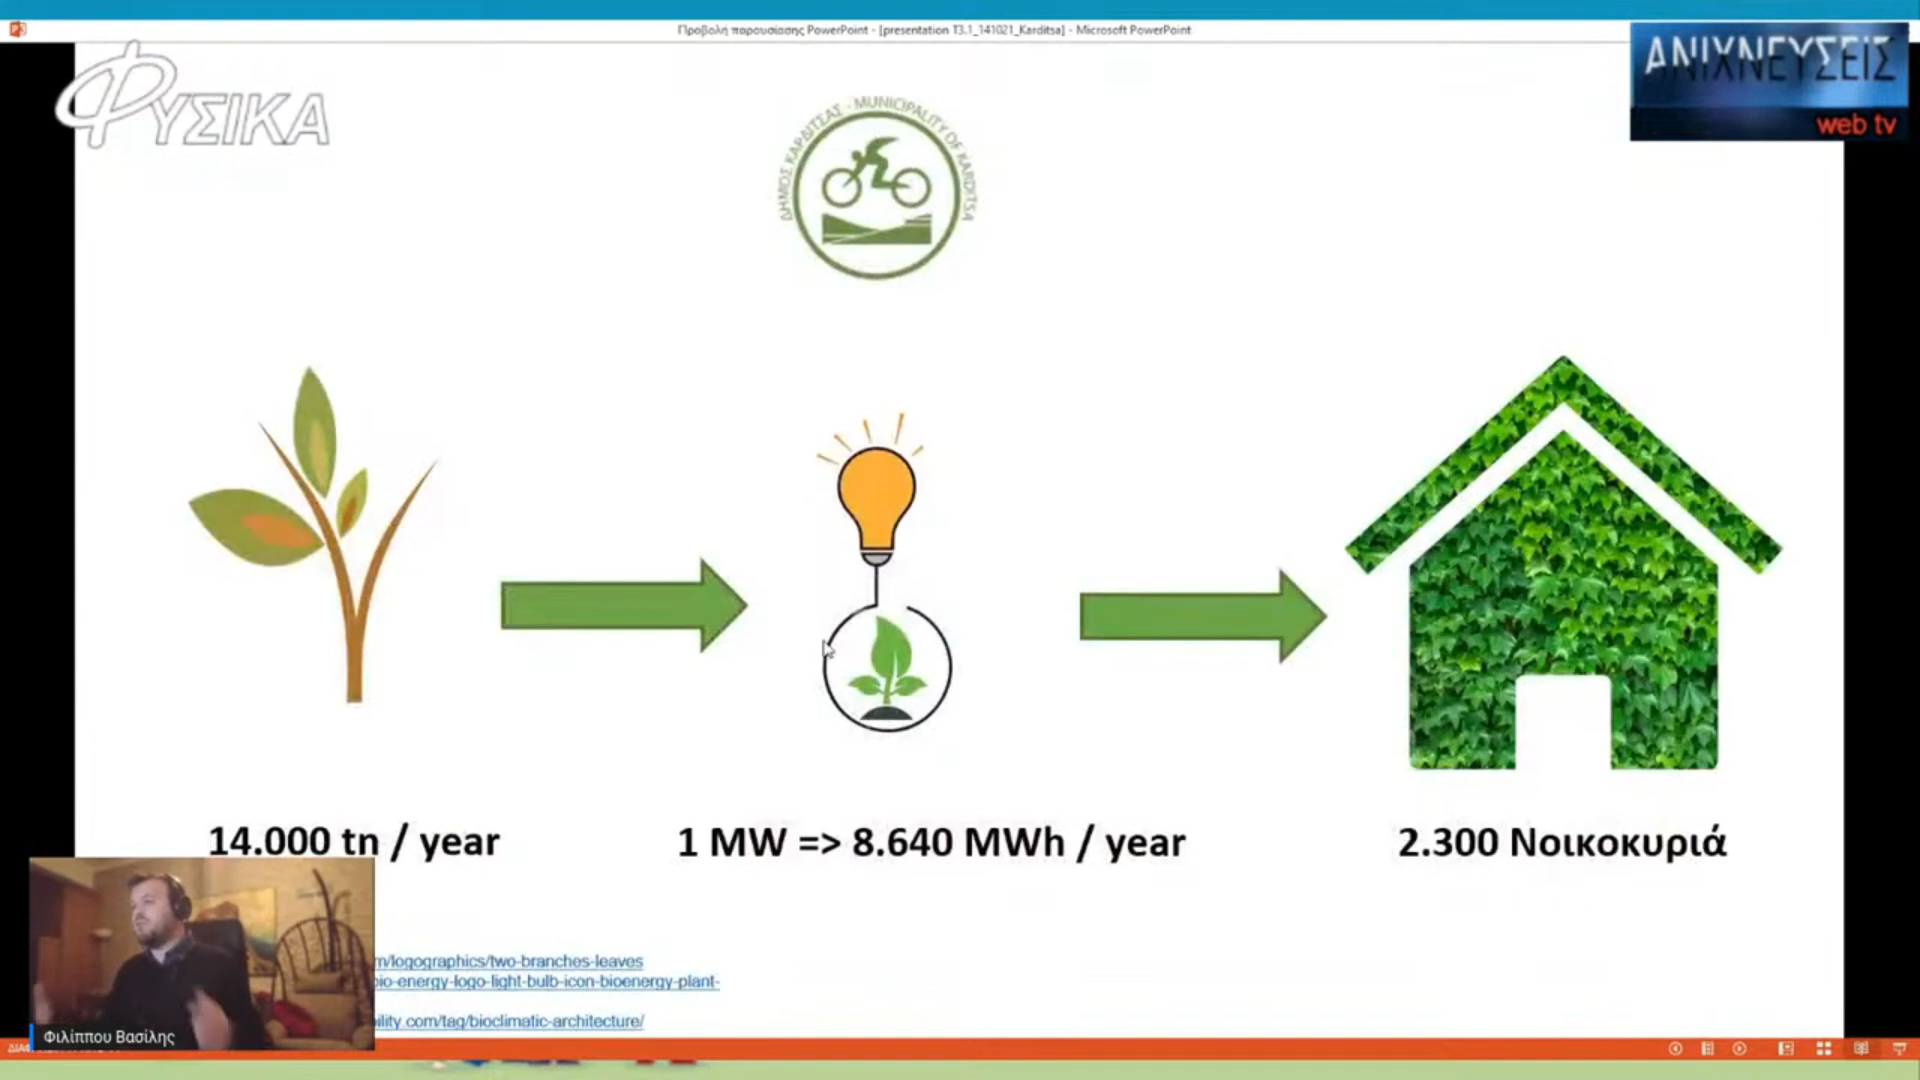 Προβολή παρουσίασης PowerPoint - [presentation T3.1_141021_Karditsa] - Microsoft PowerPoint
ΦΥΣΙΚΑ
ΑΝΙΧΝΕΥΣΕΙΣ
web tv
ΔΗΜΟΣ ΚΑΡΔΙΤΣΑΣ - MUNICIPALITY OF KARDITSA
14.000 tn / year
1 MW => 8.640 MWh / year
2.300 Νοικοκυριά
m/logographics/two-branches-leaves
bio-energy-logo-light-bulb-icon-bioenergy-plant-
ility.com/tag/bioclimatic-architecture/
Φιλίππου Βασίλης